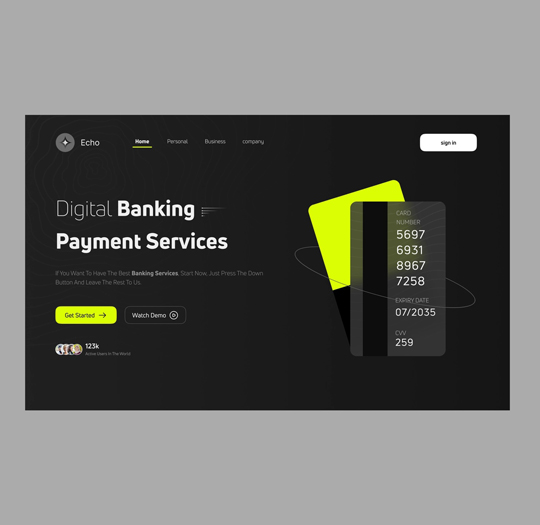 Echo
Home
Personal
Business
company
sign in
Digital Banking
Payment Services
If You Want To Have The Best Banking Services. Start Now, Just Press The Down
Button And Leave The Rest To Us.
Get Started
Watch Demo
123k
Active Users In The World
CARD
NUMBER
5697
6931
8967
7258
EXPIRY DATE
07/2035
CVV
259